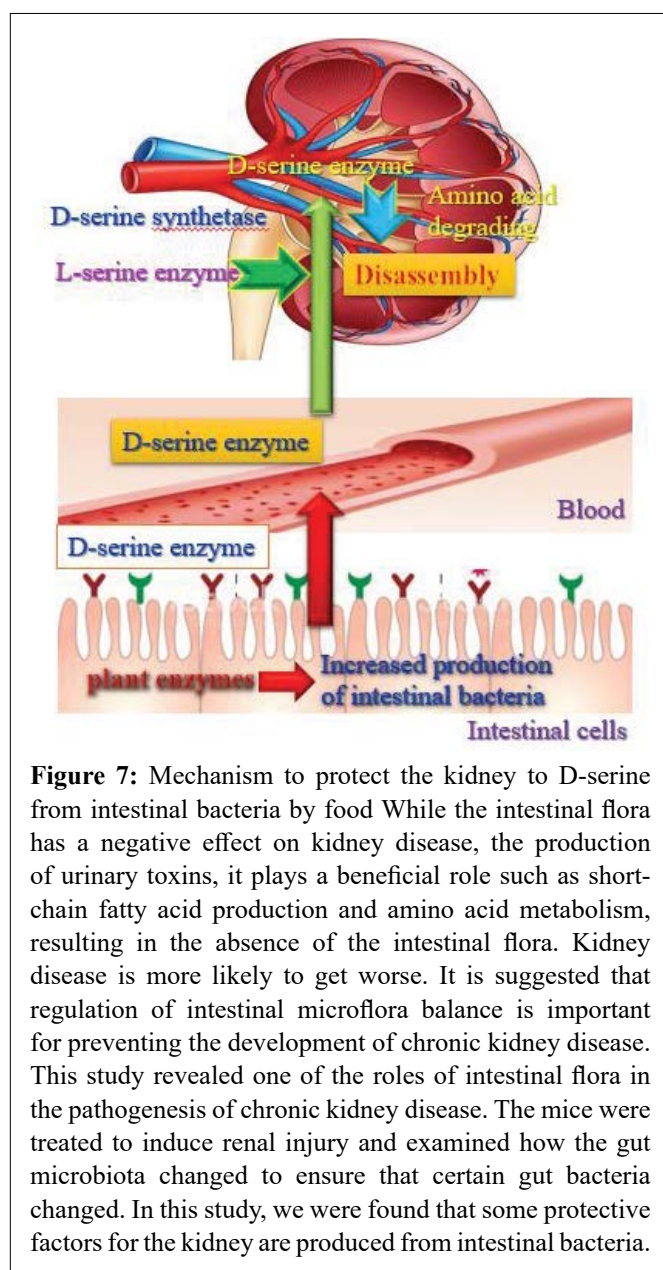 D-serine enzyme
D-serine synthetase
Amino acid
degrading
L-serine enzyme
Disassembly
D-serine enzyme
Blood
D-serine enzyme
plant enzymes
Increased production
of intestinal bacteria
Intestinal cells
Figure 7: Mechanism to protect the kidney to D-serine
from intestinal bacteria by food While the intestinal flora
has a negative effect on kidney disease, the production
of urinary toxins, it plays a beneficial role such as short-
chain fatty acid production and amino acid metabolism,
resulting in the absence of the intestinal flora. Kidney
disease is more likely to get worse. It is suggested that
regulation of intestinal microflora balance is important
for preventing the development of chronic kidney disease.
This study revealed one of the roles of intestinal flora in
the pathogenesis of chronic kidney disease. The mice were
treated to induce renal injury and examined how the gut
microbiota changed to ensure that certain gut bacteria
changed. In this study, we were found that some protective
factors for the kidney are produced from intestinal bacteria.